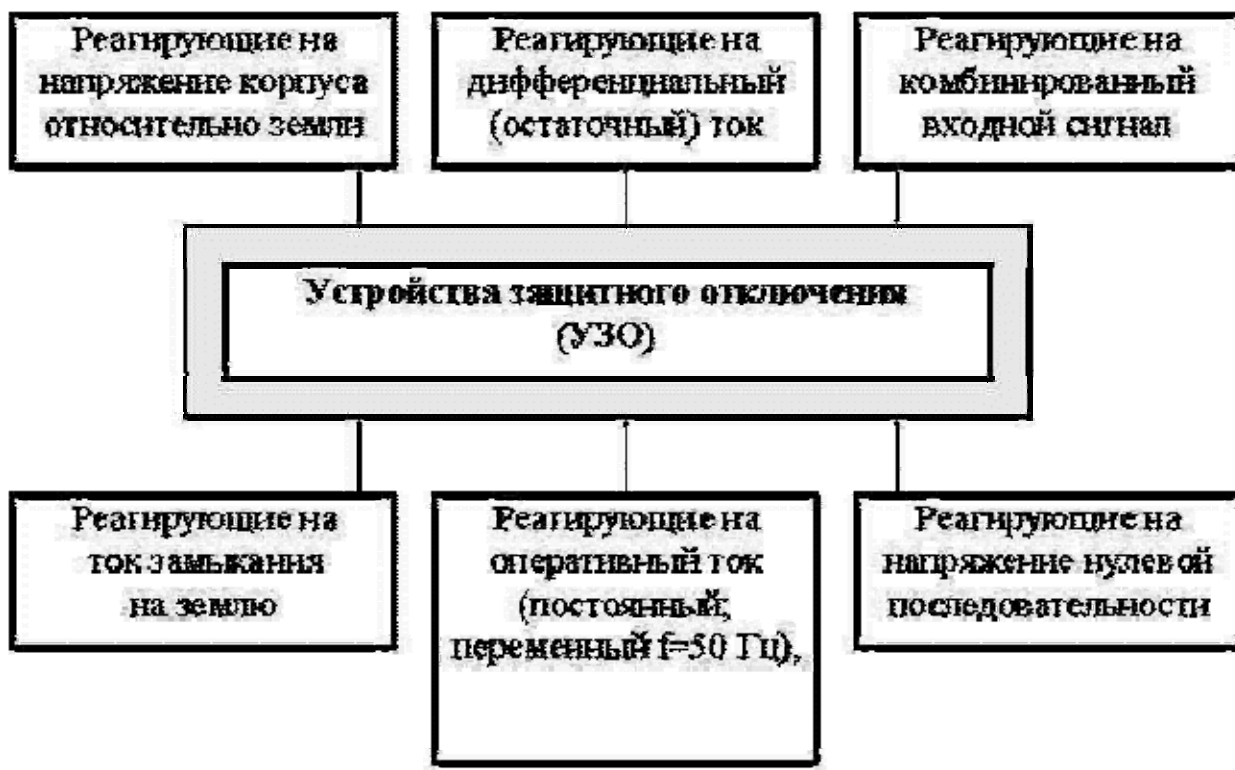 Реагирующие на
напряжение корпуса
относительно земли
Реагирующие на
дифференциальный
(остаточный) ток
Реагирующие на
комбинированный
входной сигнал
Устройства защитного отключения
(УЗО)
Реагирующие на
ток замыкания
на землю
Реагирующие на
оперативный ток
(постоянный;
переменный f=50 Гц),
Реагирующие на
напряжение нулевой
последовательности